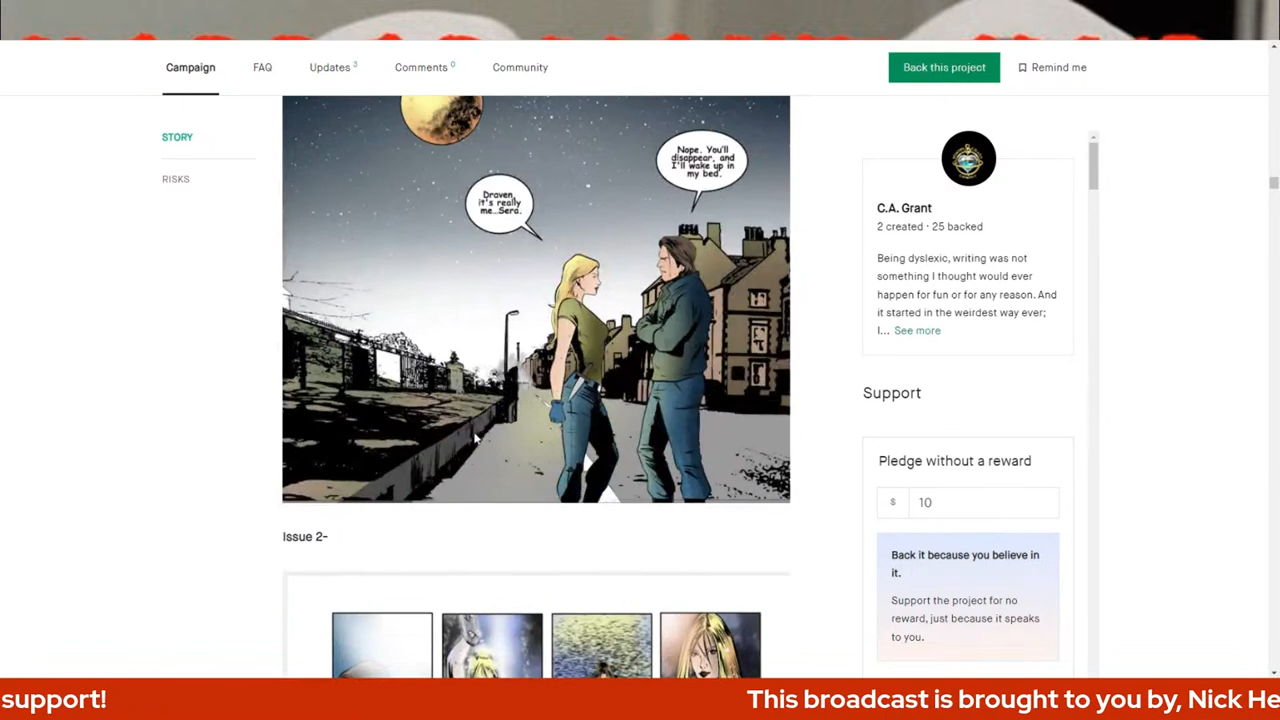 Campaign
FAQ
Updates 3
Comments 0
Community
Back this project
Remind me
STORY
RISKS
Nope. You'll
disappear, and
I'll wake up in
my bed.
Draven,
it's really
me...Sera.
Issue 2-
C.A. Grant
2 created · 25 backed
Being dyslexic, writing was not
something I thought would ever
happen for fun or for any reason. And
it started in the weirdest way ever;
I... See more
Support
Pledge without a reward
$ 10
Back it because you believe in
it.
Support the project for no
reward, just because it speaks
to you.
support! This broadcast is brought to you by, Nick He